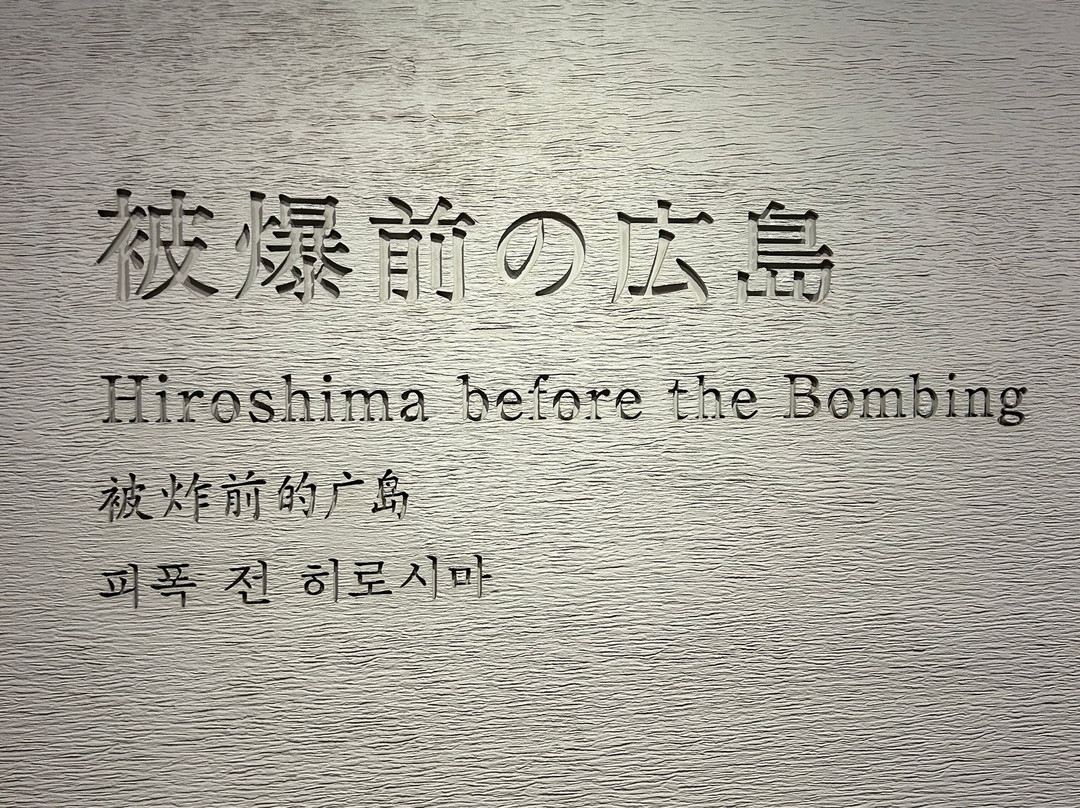 被爆前の広島
Hiroshima before the Bombing
被炸前的广岛
피폭 전 히로시마